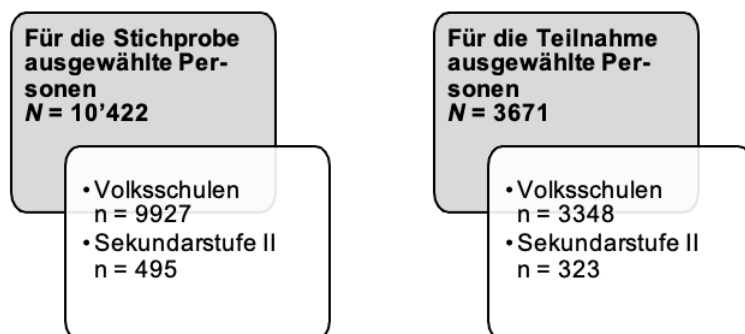 Für die Stichprobe
ausgewählte Per-
sonen
N = 10’422
• Volksschulen
n = 9927
• Sekundarstufe II
n = 495
Für die Teilnahme
ausgewählte Per-
sonen
N = 3671
• Volksschulen
n = 3348
• Sekundarstufe II
n = 323